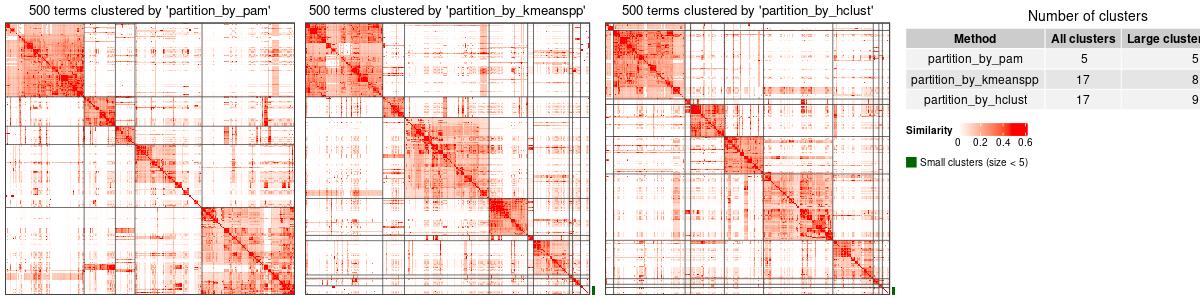 500 terms clustered by 'partition_by_pam'
500 terms clustered by 'partition_by_kmeanspp'
500 terms clustered by 'partition_by_hclust'
Number of clusters
Method All clusters Large cluster
partition_by_pam 5 5
partition_by_kmeanspp 17 8
partition_by_hclust 17 9
Similarity
0 0.2 0.4 0.6
Small clusters (size < 5)